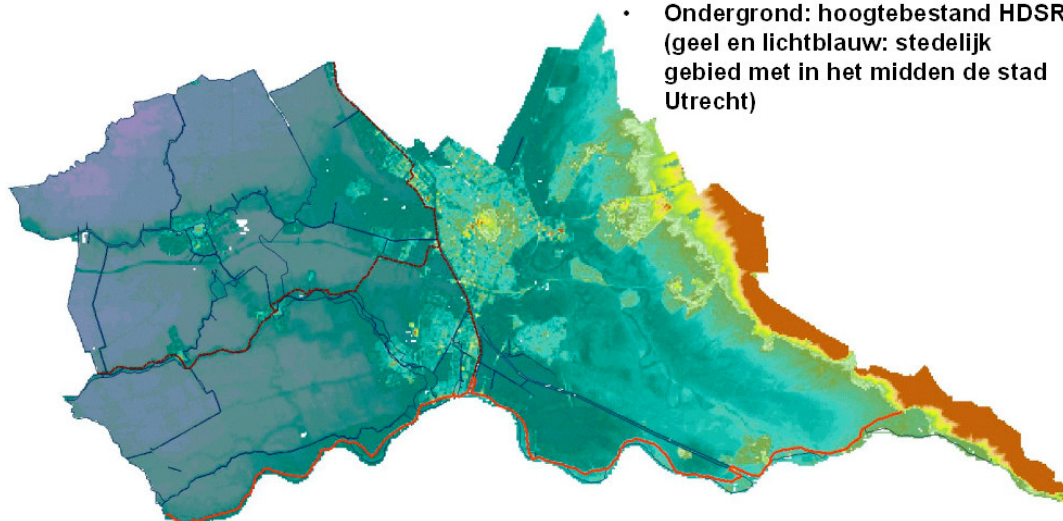 • Ondergrond: hoogtebestand HDSR
(geel en lichtblauw: stedelijk
gebied met in het midden de stad
Utrecht)